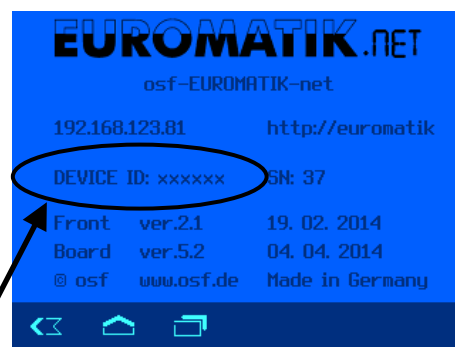 EUROMATIK.NET
osf-EUROMATIK-net
192.168.123.81 http://euromatik
DEVICE ID: xxxxxx SN: 37
Front ver.2.1 19. 02. 2014
Board ver.5.2 04. 04. 2014
© osf www.osf.de Made in Germany